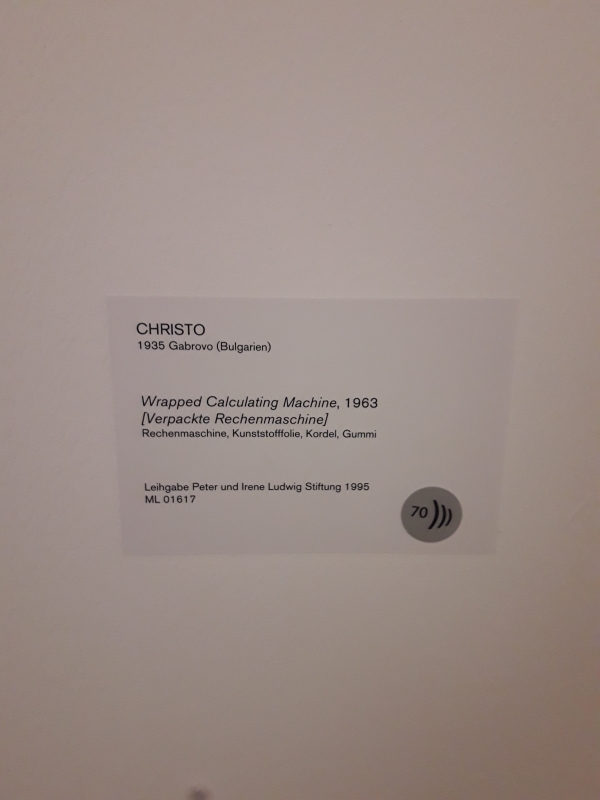 CHRISTO
1935 Gabrovo (Bulgarien)
Wrapped Calculating Machine, 1963
[Verpackte Rechenmaschine]
Rechenmaschine, Kunststofffolie, Kordel, Gummi
Leihgabe Peter und Irene Ludwig Stiftung 1995
ML 01617
70